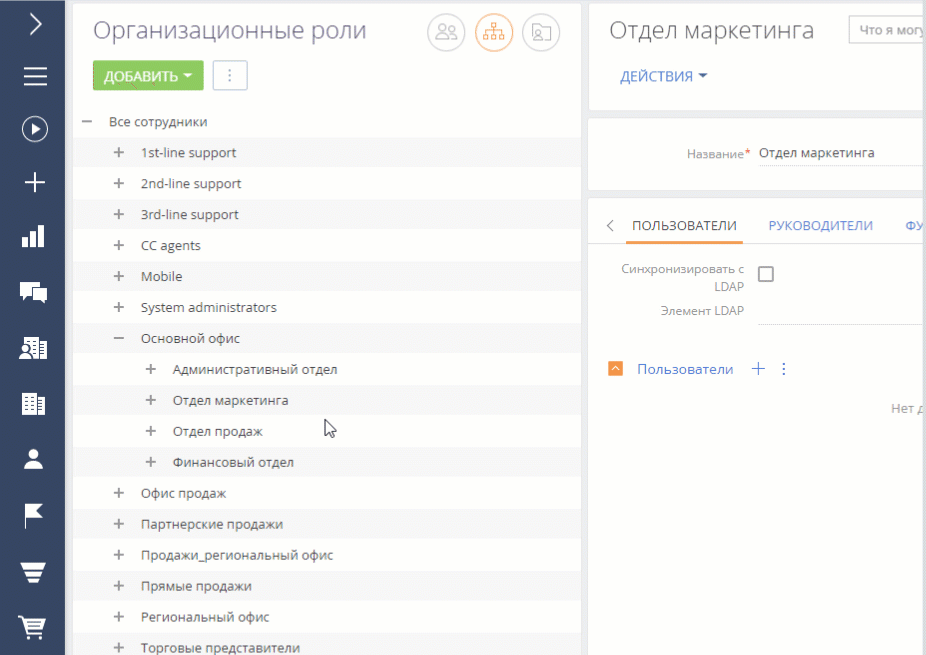 Организационные роли
ДОБАВИТЬ
Все сотрудники
1st-line support
2nd-line support
3rd-line support
CC agents
Mobile
System administrators
Основной офис
Административный отдел
Отдел маркетинга
Отдел продаж
Финансовый отдел
Офис продаж
Партнерские продажи
Продажи_региональный офис
Прямые продажи
Региональный офис
Торговые представители
Отдел маркетинга
Что я могу
ДЕЙСТВИЯ
Название* Отдел маркетинга
ПОЛЬЗОВАТЕЛИ РУКОВОДИТЕЛИ ФУ
Синхронизировать с
LDAP
Элемент LDAP
Пользователи
Нет д